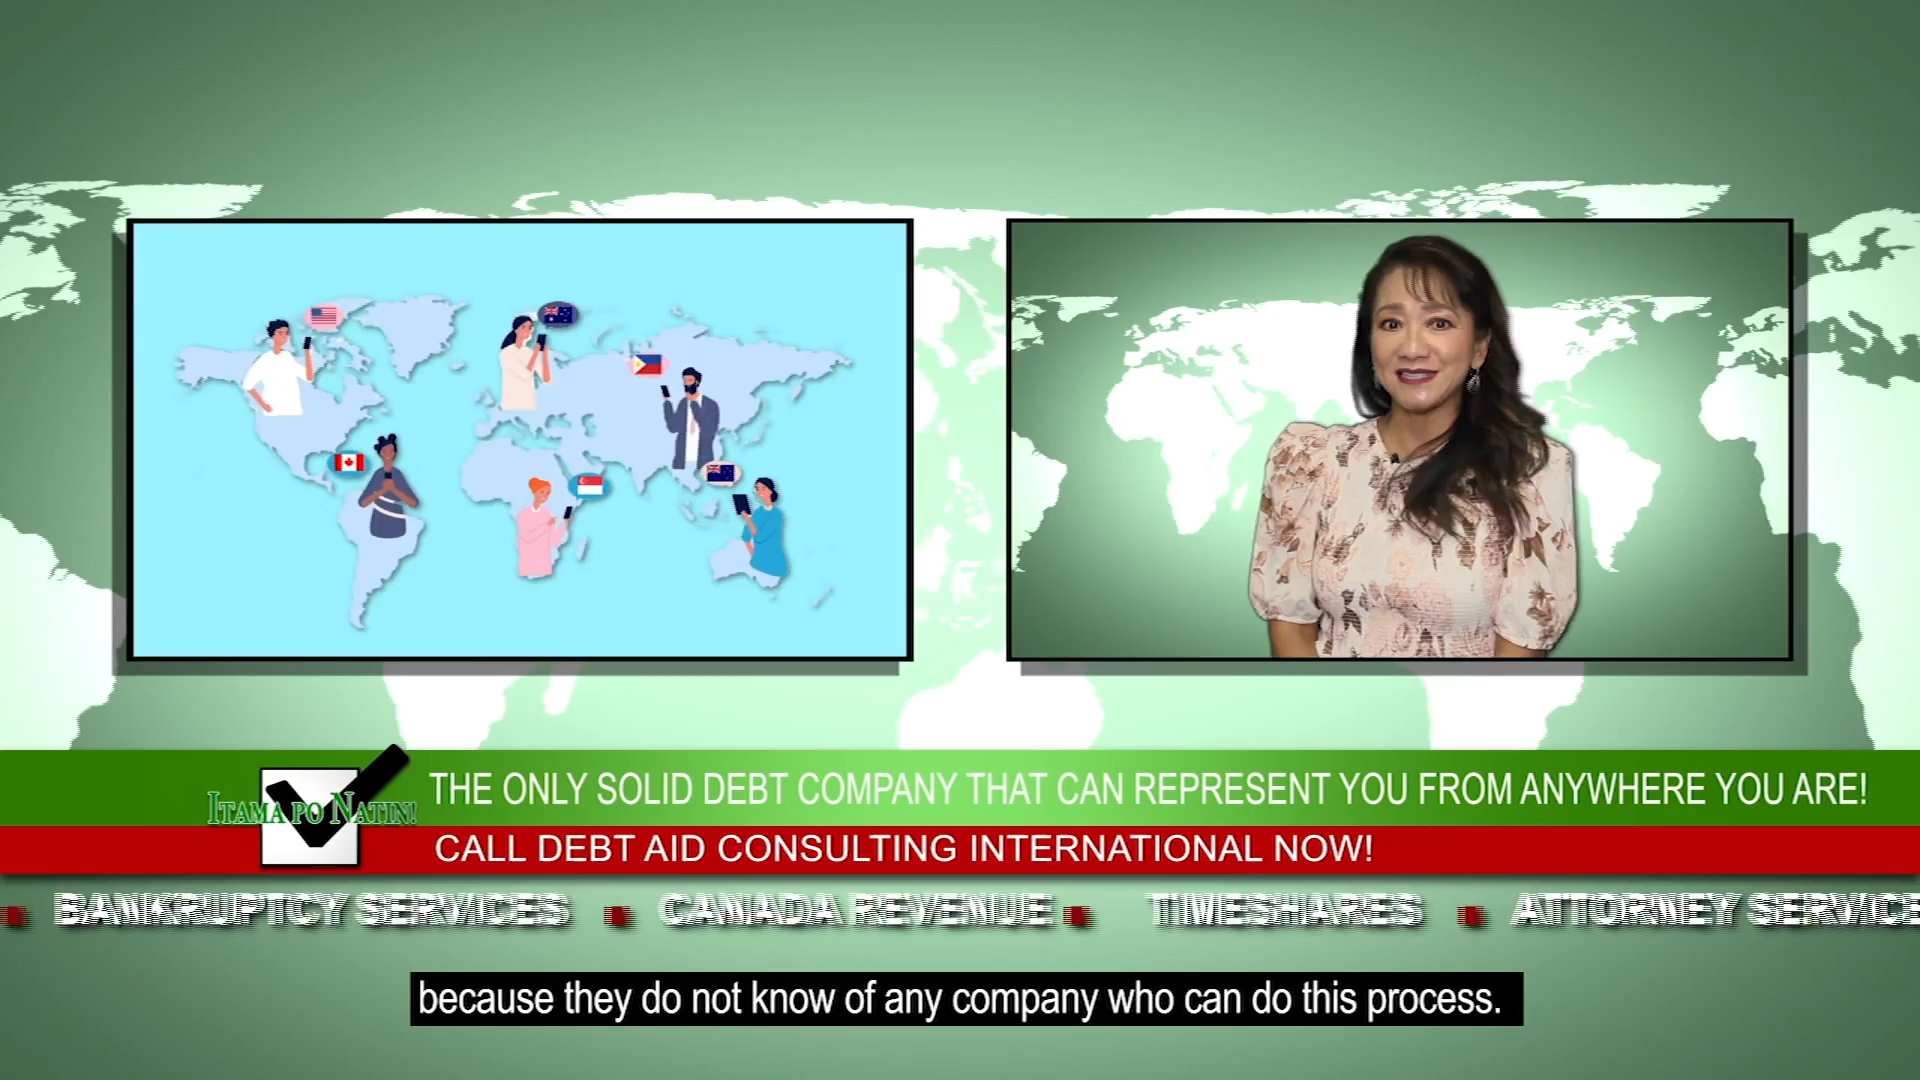 ITAMA PO NATIN!
THE ONLY SOLID DEBT COMPANY THAT CAN REPRESENT YOU FROM ANYWHERE YOU ARE!
CALL DEBT AID CONSULTING INTERNATIONAL NOW!
BANKRUPTCY SERVICES ■ CANADA REVENUE ■ TIMESHARES ■ ATTORNEY SERVICE
because they do not know of any company who can do this process.